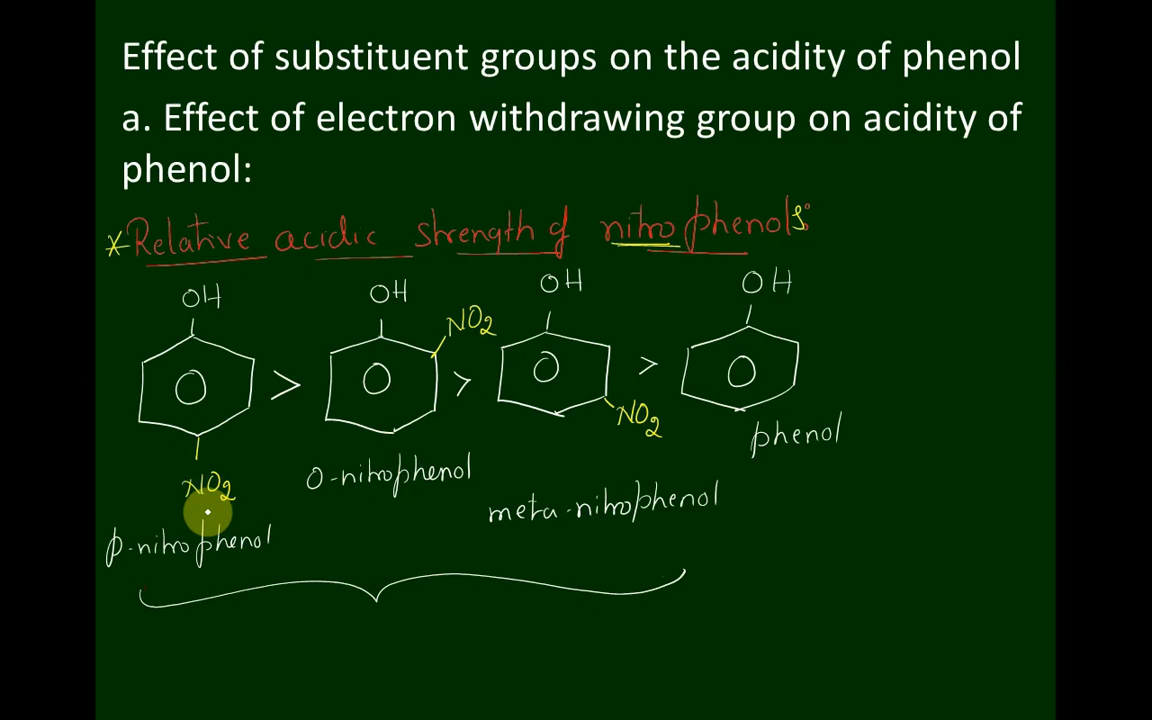 Effect of substituent groups on the acidity of phenol
a. Effect of electron withdrawing group on acidity of
phenol:
*Relative acidic strength of nitrophenols:
OH OH OH OH
NO2
> > >
NO2
phenol
NO2 o-nitrophenol
meta-nitrophenol
p-nitrophenol